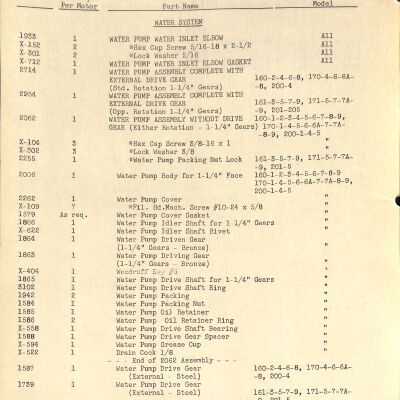 Per Motor Part Name Model
WATER SYSTEM
1933 1 WATER PUMP WATER INLET ELBOW All
X-152 2 *Hex Cap Screw 5/16-18 x 2-1/2 All
X-301 2 *Lock Washer 5/16 All
X-712 1 WATER PUMP WATER INLET ELBOW GASKET All
2714 1 WATER PUMP ASSEMBLY COMPLETE WITH
EXTERNAL DRIVE GEAR 160-2-4-6-8, 170-4-6-6A-
(Std. Rotation 1-1/4" Gears) -8, 200-4
2254 1 WATER PUMP ASSEMBLY COMPLETE WITH
EXTERNAL DRIVE GEAR 161-3-5-7-9, 171-5-7-7A-
(Opp. Rotation 1-1/4" Gears) -9, 201-205
2062 1 WATER PUMP ASSEMBLY WITHOUT DRIVE 160-1-2-4-5-6-7-8-9,
GEAR (Either Rotation - 1-1/4" Gears) 170-1-4-5-6-6A-7-7A-
-8-9, 200-1-4-5
X-104 3 *Hex Cap Screw 3/8-16 x 1 "
X-302 3 *Lock Washer 3/8 "
2255 1 *Water Pump Packing Nut Lock 161-3-5-7-9, 171-5-7-7A-
-9, 201-5
2006 1 Water Pump Body for 1-1/4" Face 160-1-2-3-4-5-6-7-8-9
170-1-4-5-6-6A-7-7A-8-9,
200-1-4-5
2262 1 Water Pump Cover "
X-109 7 *Fil. Hd.Mach. Screw #10-24 x 5/8 "
1579 As req. Water Pump Cover Gasket "
1866 1 Water Pump Idler Shaft for 1 1/4" Gears "
X-622 1 Water Pump Idler Shaft Rivet "
1864 1 Water Pump Driven Gear
(1-1/4" Gears - Bronze) "
1863 1 Water Pump Driving Gear
(1-1/4" Gears - Bronze) "
X-404 1 Woodruff Key #6 "
1865 1 Water Pump Drive Shaft for 1-1/4" Gears "
3102 1 Water Pump Drive Shaft Ring "
1942 2 Water Pump Packing "
1584 1 Water Pump Packing Nut "
1585 1 Water Pump Oil Retainer "
1586 2 Water Pump Oil Retainer Ring "
X-558 1 Water Pump Drive Shaft Bearing "
1588 1 Water Pump Drive Gear Spacer "
X-594 1 Water Pump Grease Cup "
X-522 1 Drain Cock 1/8 "
- - - End of 2062 Assembly - - -
1587 1 Water Pump Drive Gear 160-2-4-6-8, 170-4-6-6A-
(External - Steel) -8, 200-4
1739 1 Water Pump Drive Gear
(External - Steel) 161-3-5-7-9, 171-5-7-7A-